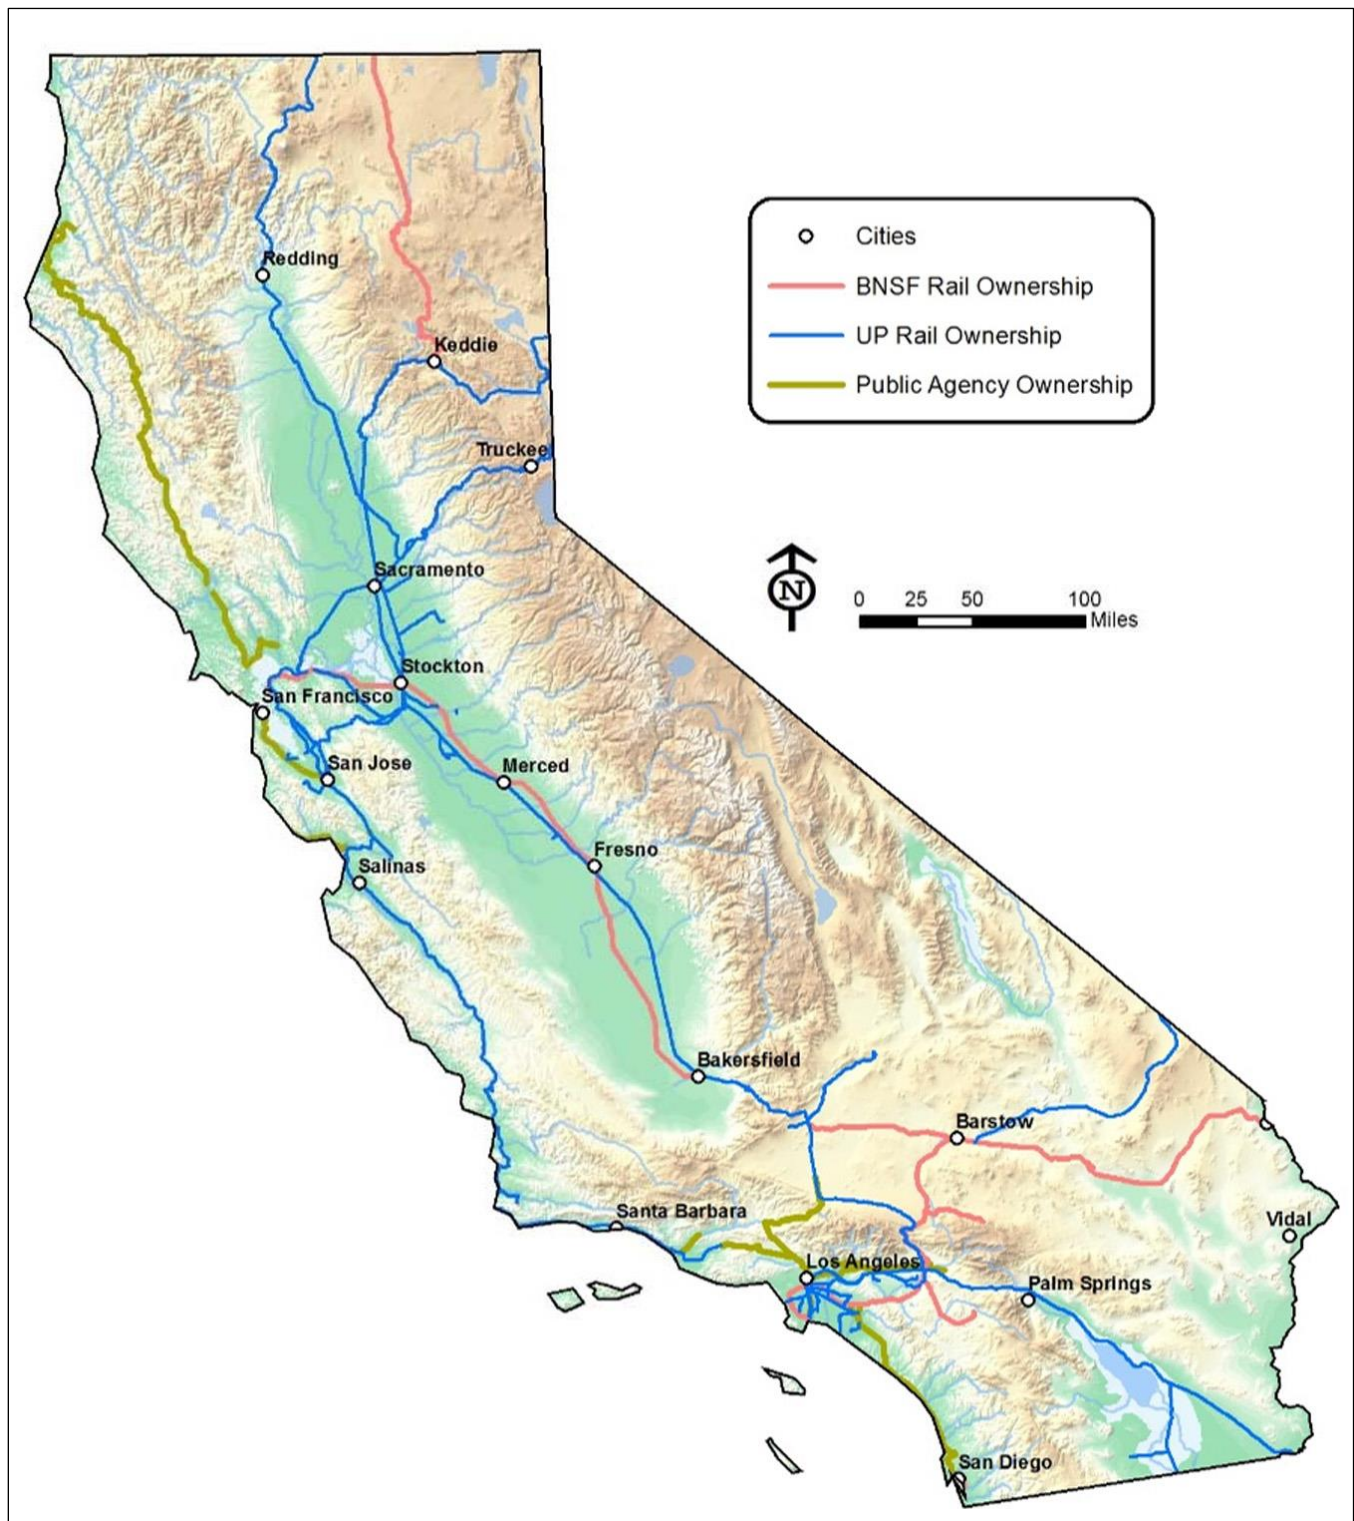 Redding
Keddie
Truckee
Sacramento
Stockton
San Francisco
San Jose
Merced
Salinas
Fresno
Bakersfield
Barstow
Santa Barbara
Vidal
Los Angeles
Palm Springs
San Diego
Cities
BNSF Rail Ownership
UP Rail Ownership
Public Agency Ownership
N
0 25 50 100
Miles